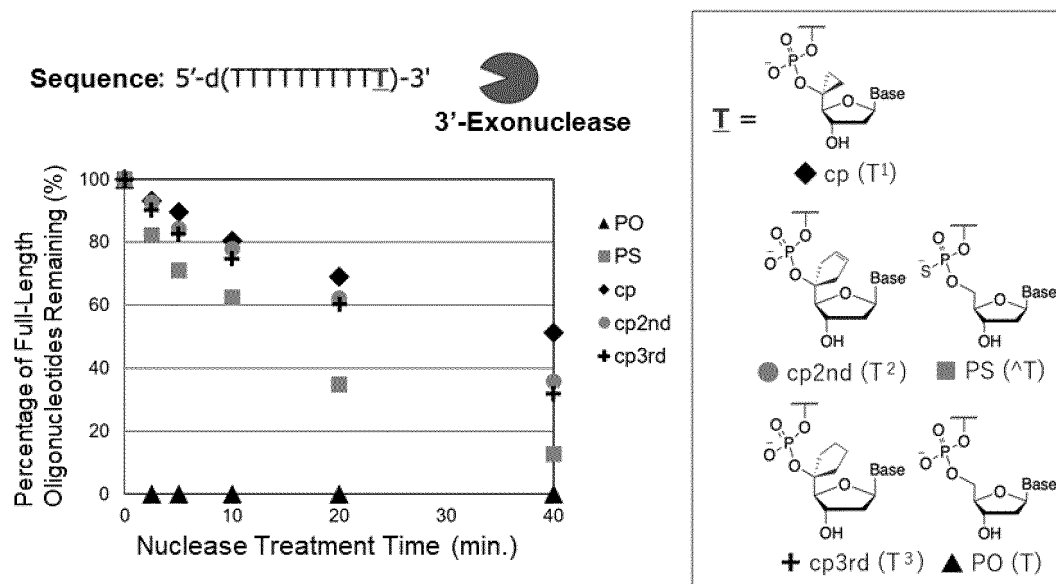 Sequence: 5'-d(TTTTTTTTTT)-3'
3'-Exonuclease
Percentage of Full-Length
Oligonucleotides Remaining (%)
100
80
60
40
20
0
0
10
20
30
40
Nuclease Treatment Time (min.)
PO
PS
cp
cp2nd
cp3rd
T =
T
O
O
P
⁻O
O
O
Base
OH
cp (T¹)
T
O
O
P
⁻O
O
O
Base
OH
cp2nd (T²)
T
O
O
P
⁻S
O
O
Base
OH
PS (^T)
T
O
O
P
⁻O
O
O
Base
OH
cp3rd (T³)
T
O
O
P
⁻O
O
O
Base
OH
PO (T)